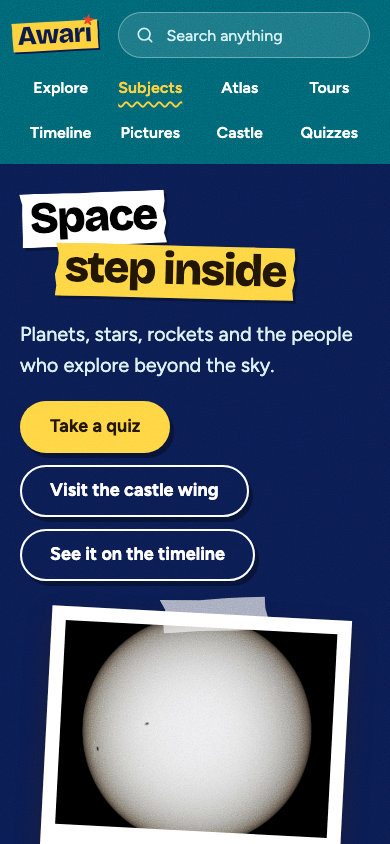 Awari
Search anything
Explore
Subjects
Atlas
Tours
Timeline
Pictures
Castle
Quizzes
Space
step inside
Planets, stars, rockets and the people
who explore beyond the sky.
Take a quiz
Visit the castle wing
See it on the timeline